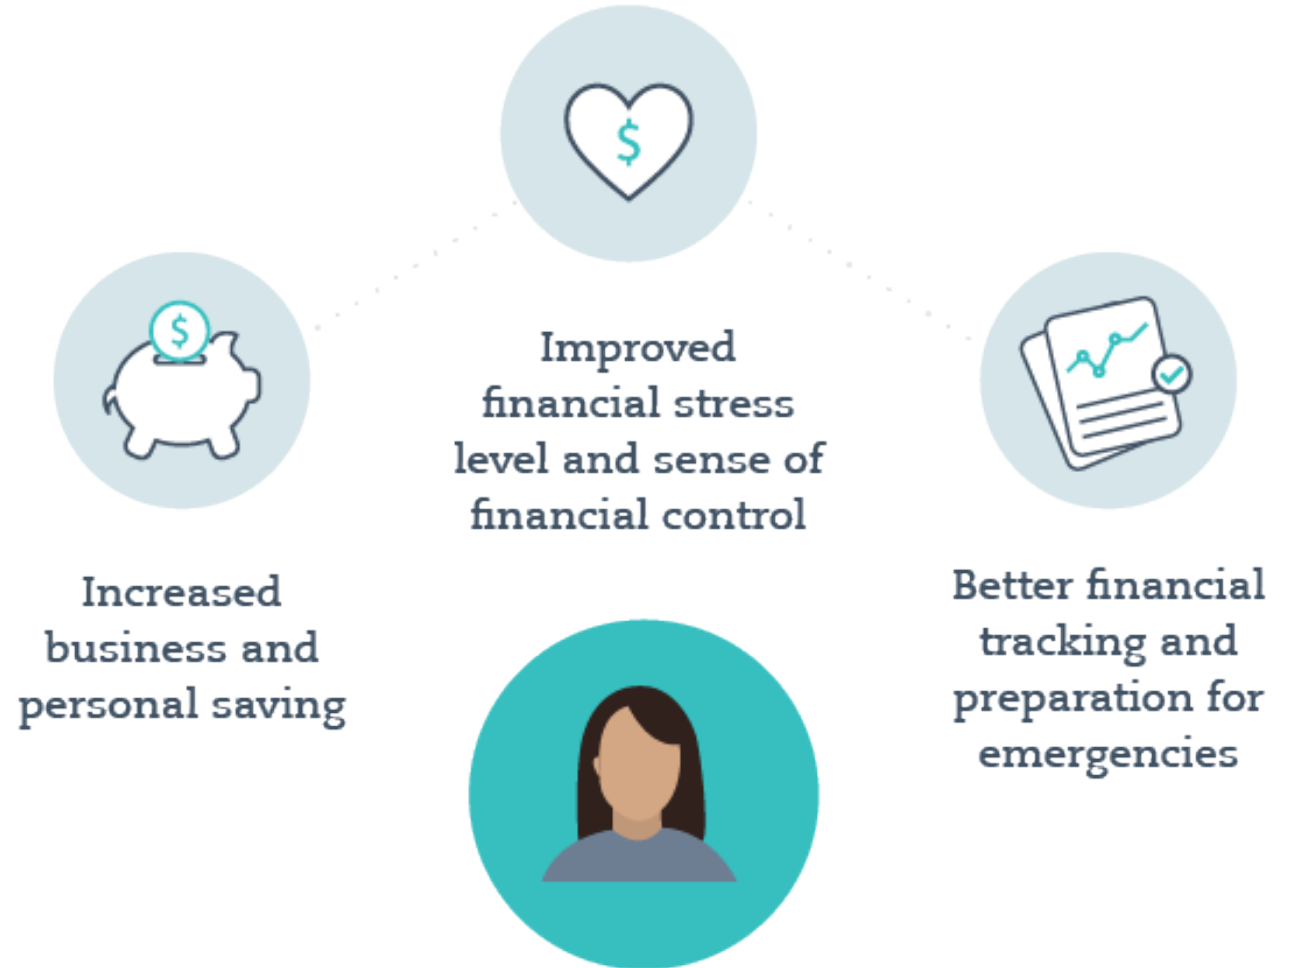 $
Improved
financial stress
level and sense of
financial control
$
Increased
business and
personal saving
Better financial
tracking and
preparation for
emergencies